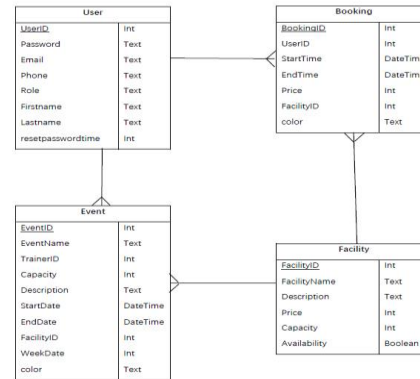 User
UserID Int
Password Text
Email Text
Phone Text
Role Text
Firstname Text
Lastname Text
resetpasswordtime Int
Booking
BookingID Int
UserID Int
StartTime DateTim
EndTime DateTim
Price Int
FacilityID Int
color Text
Event
EventID Int
EventName Text
TrainerID Int
Capacity Int
Description Text
StartDate DateTime
EndDate DateTime
FacilityID Int
WeekDate Int
color Text
Facility
FacilityID Int
FacilityName Text
Description Text
Price Int
Capacity Int
Availability Boolean